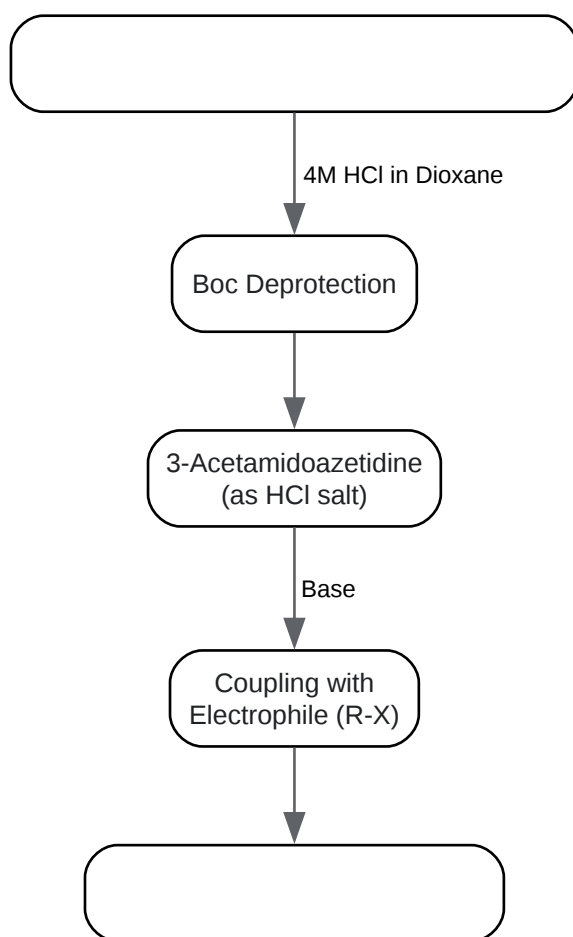 4M HCl in Dioxane
Boc Deprotection
3-Acetamidoazetidine
(as HCl salt)
Base
Coupling with
Electrophile (R-X)